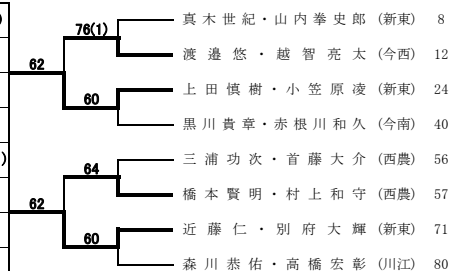 真木世紀・山内拳史郎 (新東) 8
76(1)
渡邉悠・越智亮太 (今西) 12
62
上田慎樹・小笠原凌 (新東) 24
60
黒川貴章・赤根川和久 (今南) 40
三浦功次・首藤大介 (西農) 56
)
64
橋本賢明・村上和守 (西農) 57
62
近藤仁・別府大輝 (新東) 71
60
森川恭佑・高橋宏彰 (川江) 80